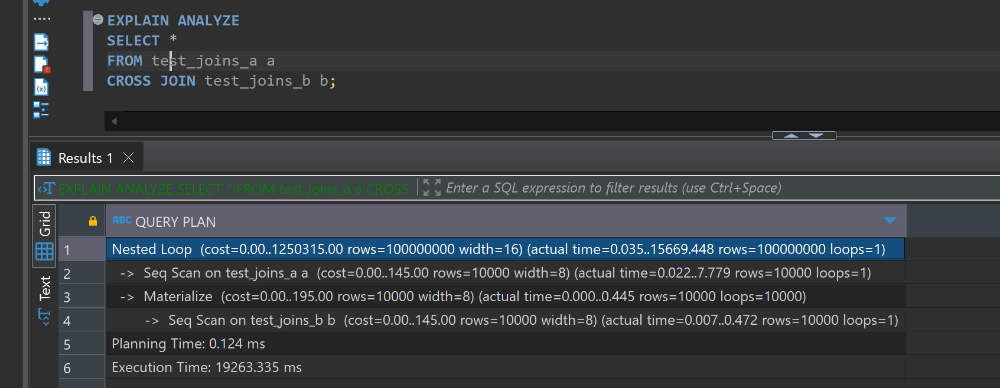 EXPLAIN ANALYZE
SELECT *
FROM test_joins_a a
CROSS JOIN test_joins_b b;
Results 1
EXPLAIN ANALYZE SELECT * FROM test_joins_a a CROSS
Enter a SQL expression to filter results (use Ctrl+Space)
Grid
Text
ABC QUERY PLAN
1 Nested Loop (cost=0.00..1250315.00 rows=100000000 width=16) (actual time=0.035..15669.448 rows=100000000 loops=1)
2 -> Seq Scan on test_joins_a a (cost=0.00..145.00 rows=10000 width=8) (actual time=0.022..7.779 rows=10000 loops=1)
3 -> Materialize (cost=0.00..195.00 rows=10000 width=8) (actual time=0.000..0.445 rows=10000 loops=10000)
4 -> Seq Scan on test_joins_b b (cost=0.00..145.00 rows=10000 width=8) (actual time=0.007..0.472 rows=10000 loops=1)
5 Planning Time: 0.124 ms
6 Execution Time: 19263.335 ms